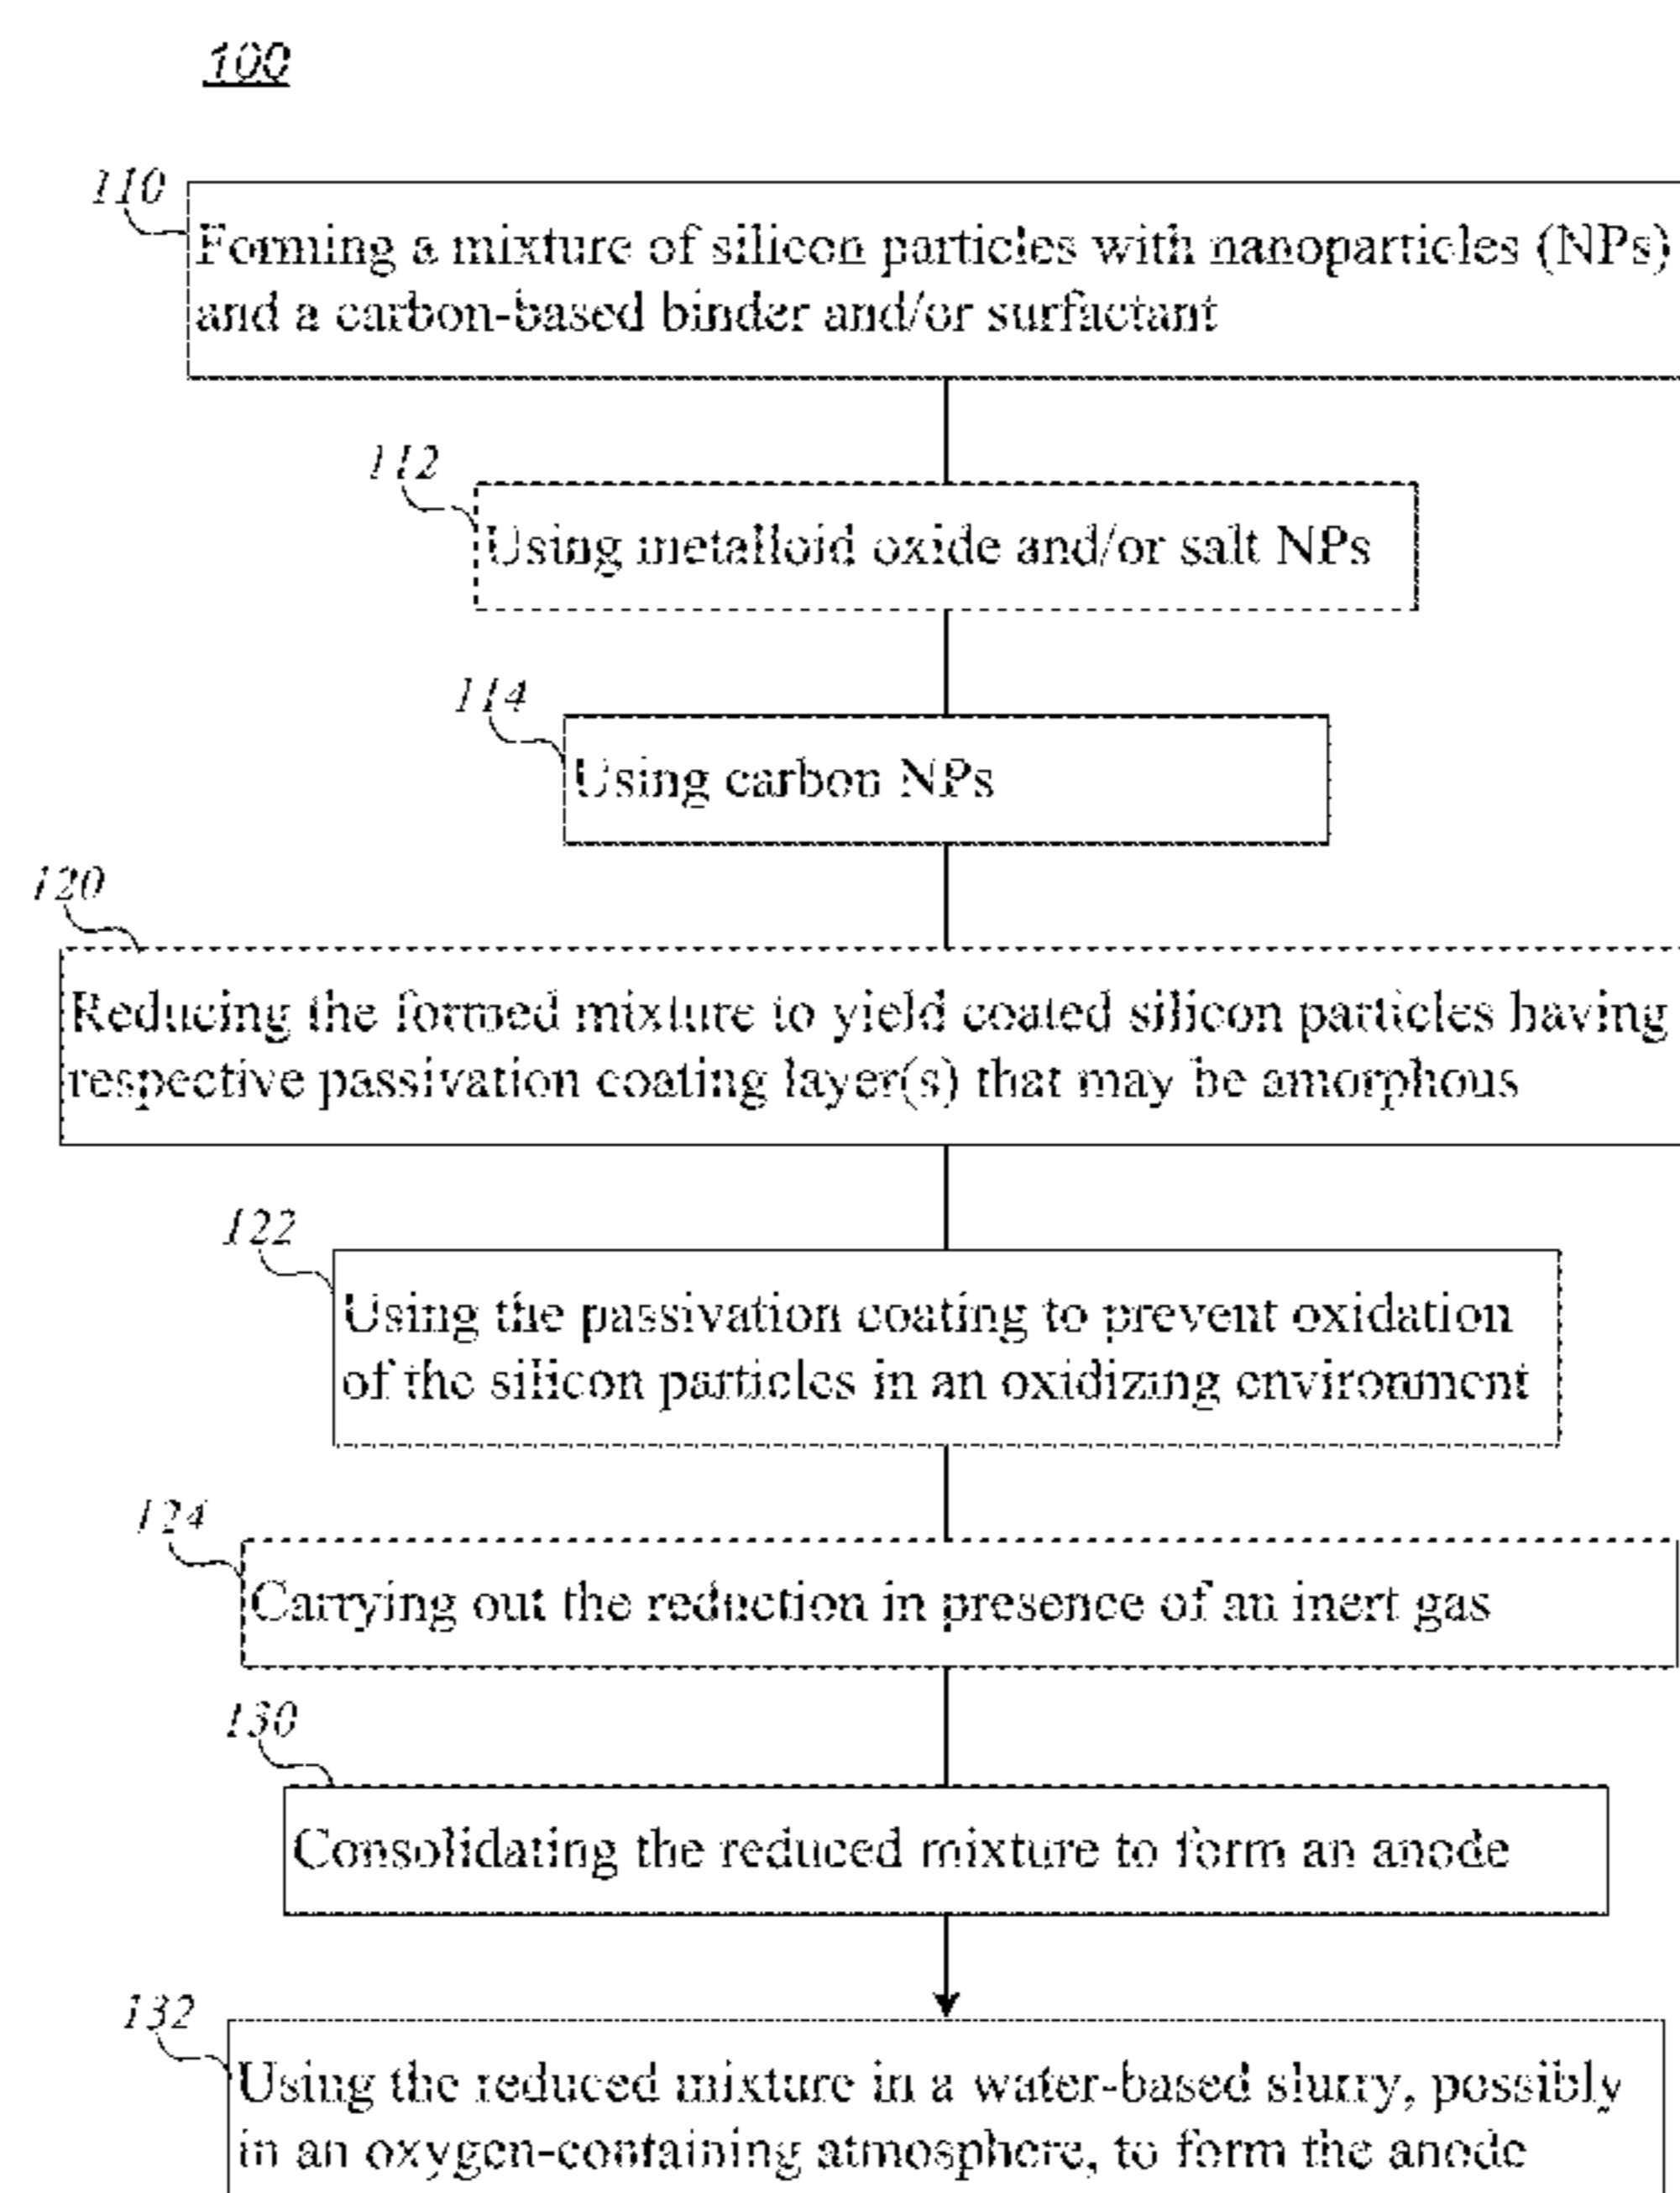 100
110
Forming a mixture of silicon particles with nanoparticles (NPs)
and a carbon-based binder and/or surfactant
112
Using metalloid oxide and/or salt NPs
114
Using carbon NPs
120
Reducing the formed mixture to yield coated silicon particles having
respective passivation coating layer(s) that may be amorphous
122
Using the passivation coating to prevent oxidation
of the silicon particles in an oxidizing environment
124
Carrying out the reduction in presence of an inert gas
130
Consolidating the reduced mixture to form an anode
132
Using the reduced mixture in a water-based slurry, possibly
in an oxygen-containing atmosphere, to form the anode